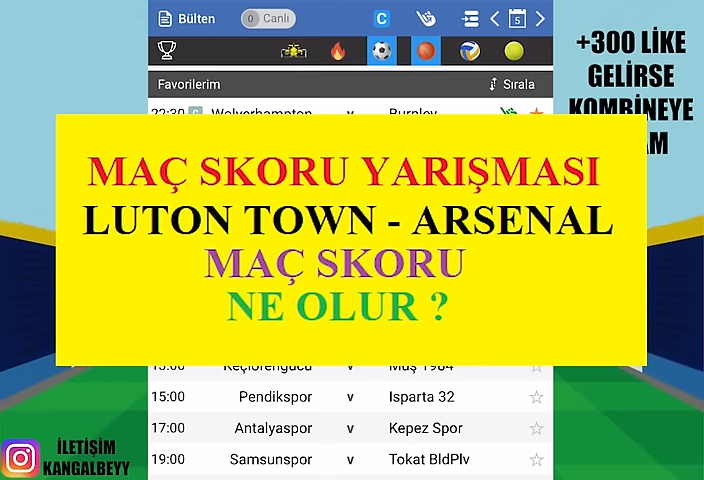 Bülten
0 Canlı
C
5
+300 LİKE
GELİRSE
KOMBİNEYE
Favorilerim
Sırala
22:30 C Wolverhampton v Burnley
MAÇ SKORU YARIŞMASI
LUTON TOWN - ARSENAL
MAÇ SKORU
NE OLUR ?
15:00 Keçiörengücü v Muş 1984
15:00 Pendikspor v Isparta 32
17:00 Antalyaspor v Kepez Spor
19:00 Samsunspor v Tokat BldPlv
İLETİŞİM
KANGALBEYY